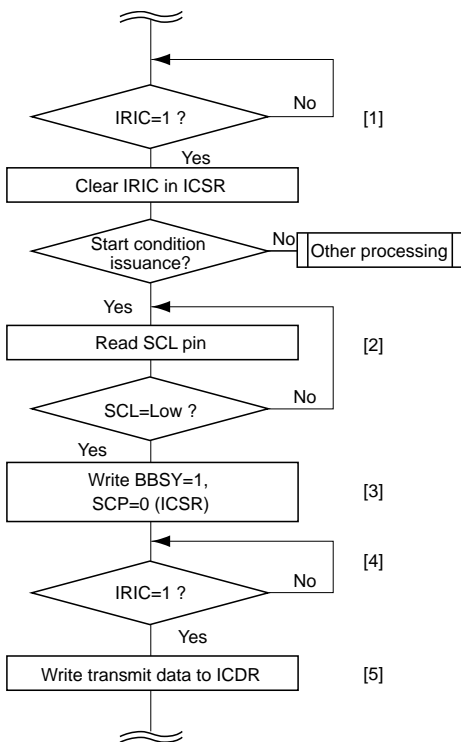 No
IRIC=1 ?
[1]
Yes
Clear IRIC in ICSR
Start condition
issuance?
No
Other processing
Yes
Read SCL pin
[2]
SCL=Low ?
No
Yes
Write BBSY=1,
SCP=0 (ICSR)
[3]
[4]
IRIC=1 ?
No
Yes
Write transmit data to ICDR
[5]